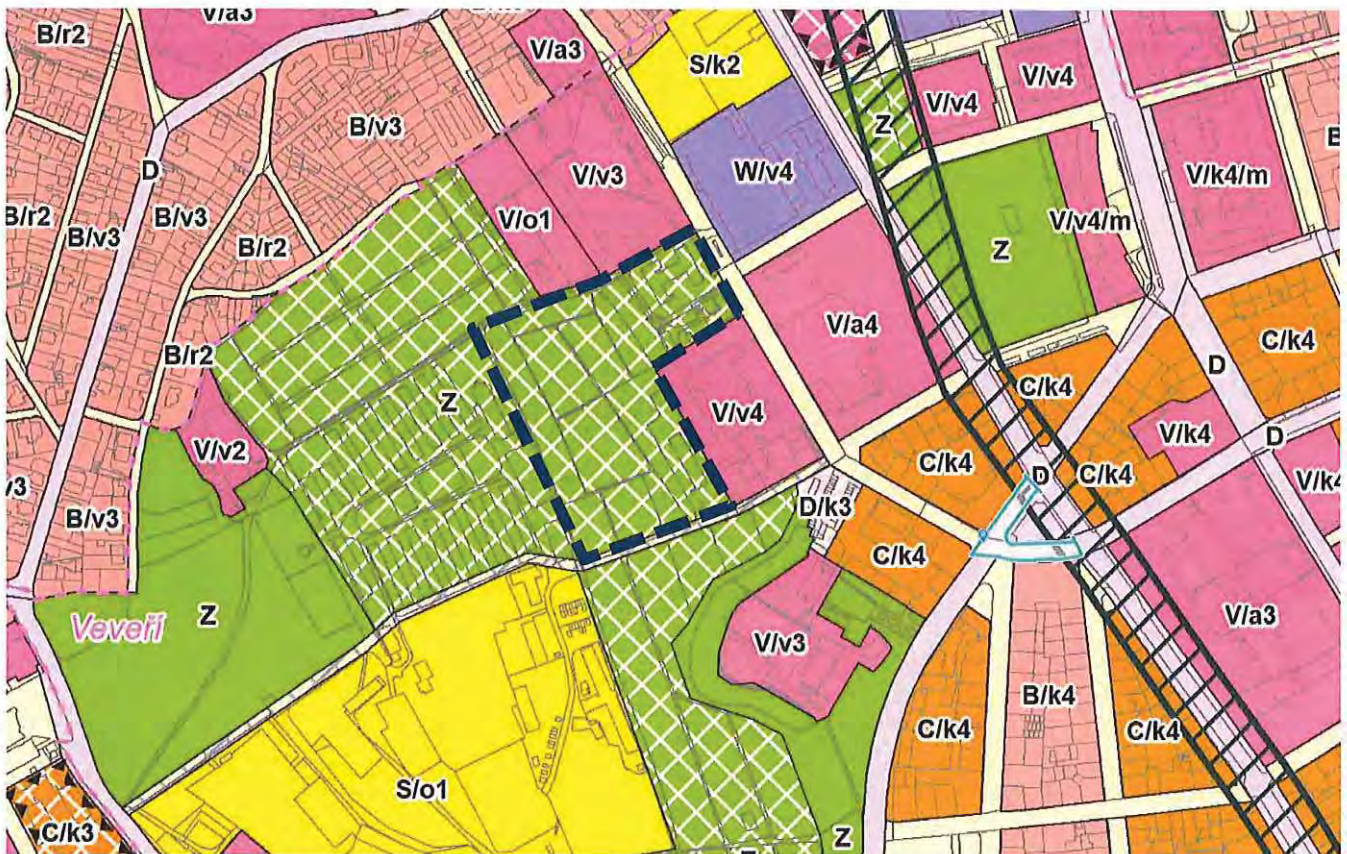 V/a3
B/r2
V/a3
S/k2
V/v4
V/v4
B/v3
Z
D
V/v3
W/v4
V/k4/m
B/r2
B/v3
B/v3
B/r2
V/o1
V/v4/m
Z
V/a4
C/k4
B/r2
C/k4
D
Z
V/v4
V/k4
D
V/v2
C/k4
D
C/k4
B/v3
D/k3
C/k4
V/a3
Veveří
Z
V/v3
B/k4
C/k4
C/k4
S/o1
C/k3
Z